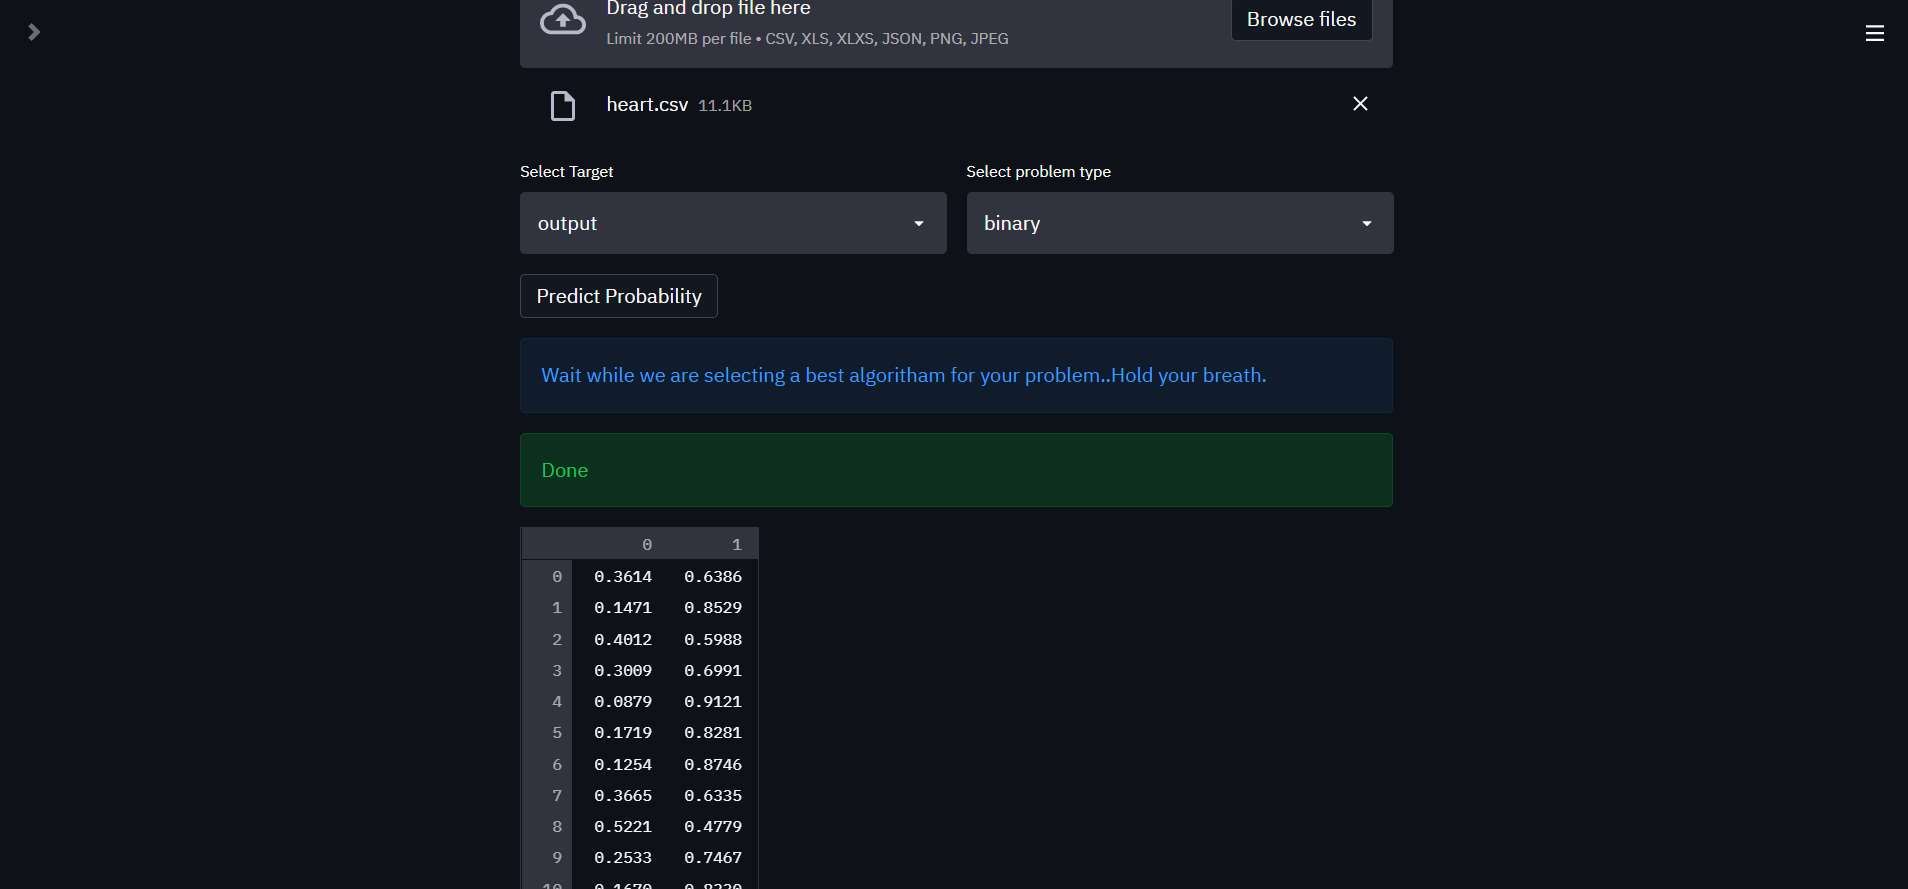 Drag and drop file here
Browse files
Limit 200MB per file • CSV, XLS, XLXS, JSON, PNG, JPEG
heart.csv 11.1KB
Select Target
Select problem type
output
binary
Predict Probability
Wait while we are selecting a best algoritham for your problem..Hold your breath.
Done
0 1
0 0.3614 0.6386
1 0.1471 0.8529
2 0.4012 0.5988
3 0.3009 0.6991
4 0.0879 0.9121
5 0.1719 0.8281
6 0.1254 0.8746
7 0.3665 0.6335
8 0.5221 0.4779
9 0.2533 0.7467